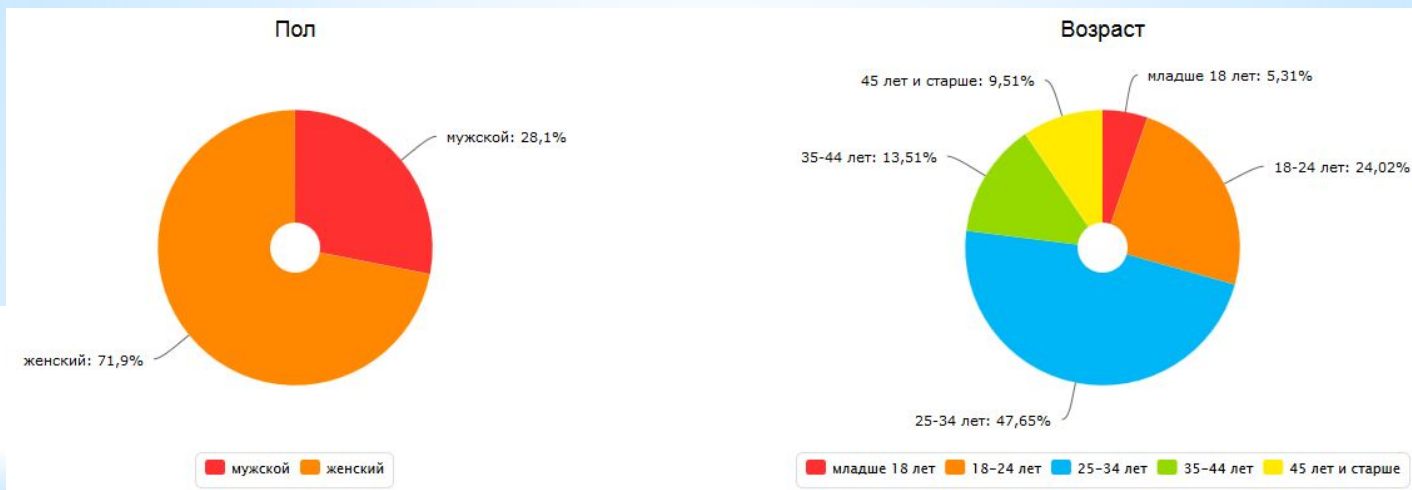 Пол
мужской: 28,1%
женский: 71,9%
мужской женский
Возраст
45 лет и старше: 9,51%
младше 18 лет: 5,31%
35-44 лет: 13,51%
18-24 лет: 24,02%
25-34 лет: 47,65%
младше 18 лет 18-24 лет 25-34 лет 35-44 лет 45 лет и старше